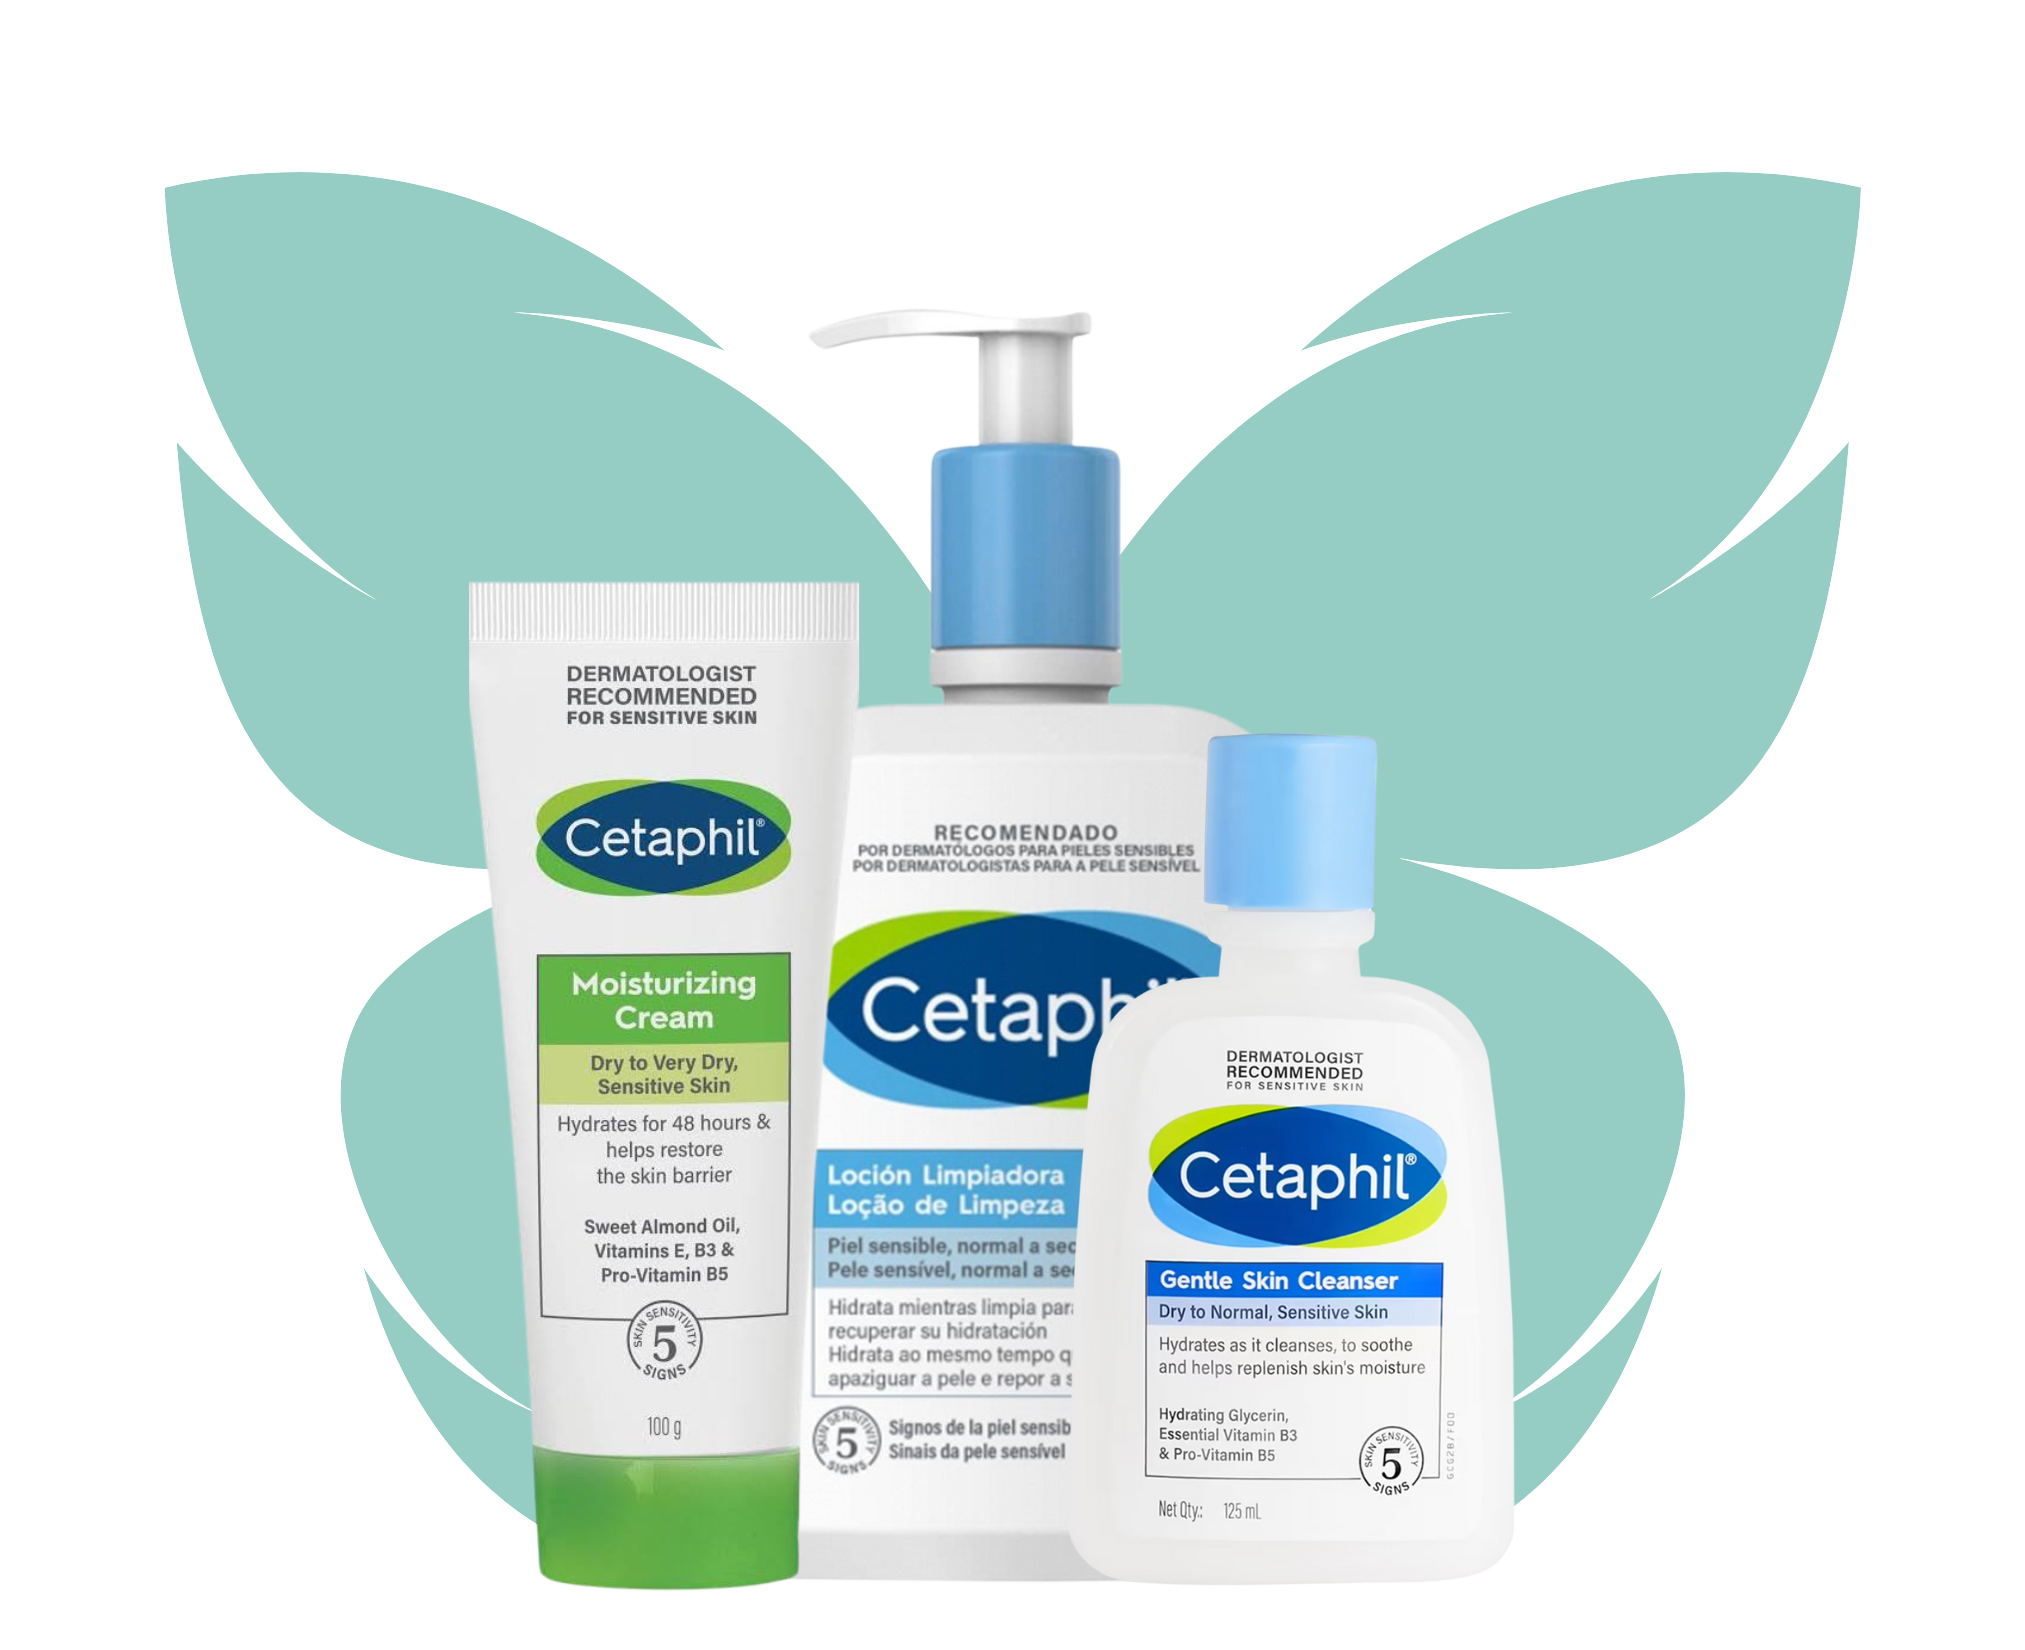 DERMATOLOGIST
RECOMMENDED
FOR SENSITIVE SKIN
Cetaphil®
Moisturizing
Cream
Dry to Very Dry,
Sensitive Skin
Hydrates for 48 hours &
helps restore
the skin barrier
Sweet Almond Oil,
Vitamins E, B3 &
Pro-Vitamin B5
SKIN SENSITIVITY
5
SIGNS
100 g
RECOMENDADO
POR DERMATÓLOGOS PARA PIELES SENSIBLES
POR DERMATOLOGISTAS PARA A PELE SENSÍVEL
Cetaphi
Loción Limpiadora
Loção de Limpeza
Piel sensible, normal a sec
Pele sensível, normal a se
Hidrata mientras limpia par
recuperar su hidratación
Hidrata ao mesmo tempo q
apaziguar a pele e repor a s
SKIN SENSITIVITY
5
SIGNS
Signos de la piel sensib
Sinais da pele sensível
DERMATOLOGIST
RECOMMENDED
FOR SENSITIVE SKIN
Cetaphil®
Gentle Skin Cleanser
Dry to Normal, Sensitive Skin
Hydrates as it cleanses, to soothe
and helps replenish skin's moisture
Hydrating Glycerin,
Essential Vitamin B3
& Pro-Vitamin B5
SKIN SENSITIVITY
5
SIGNS
Net Qty.: 125 mL